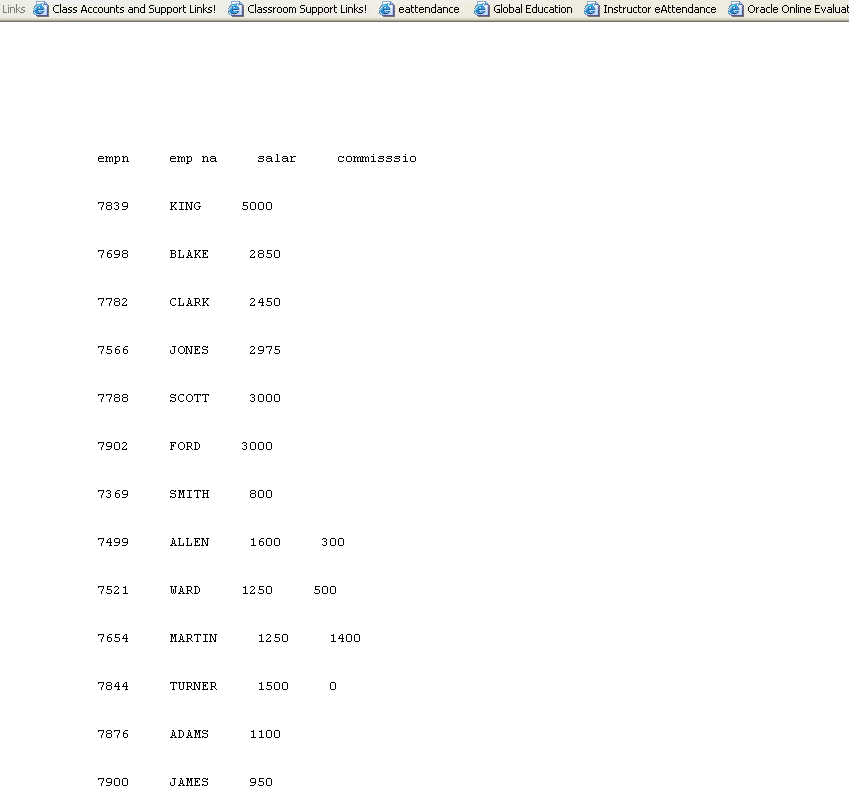 Links Class Accounts and Support Links! Classroom Support Links! eattendance Global Education Instructor eAttendance Oracle Online Evaluat
empn emp na salar commisssio
7839 KING 5000
7698 BLAKE 2850
7782 CLARK 2450
7566 JONES 2975
7788 SCOTT 3000
7902 FORD 3000
7369 SMITH 800
7499 ALLEN 1600 300
7521 WARD 1250 500
7654 MARTIN 1250 1400
7844 TURNER 1500 0
7876 ADAMS 1100
7900 JAMES 950